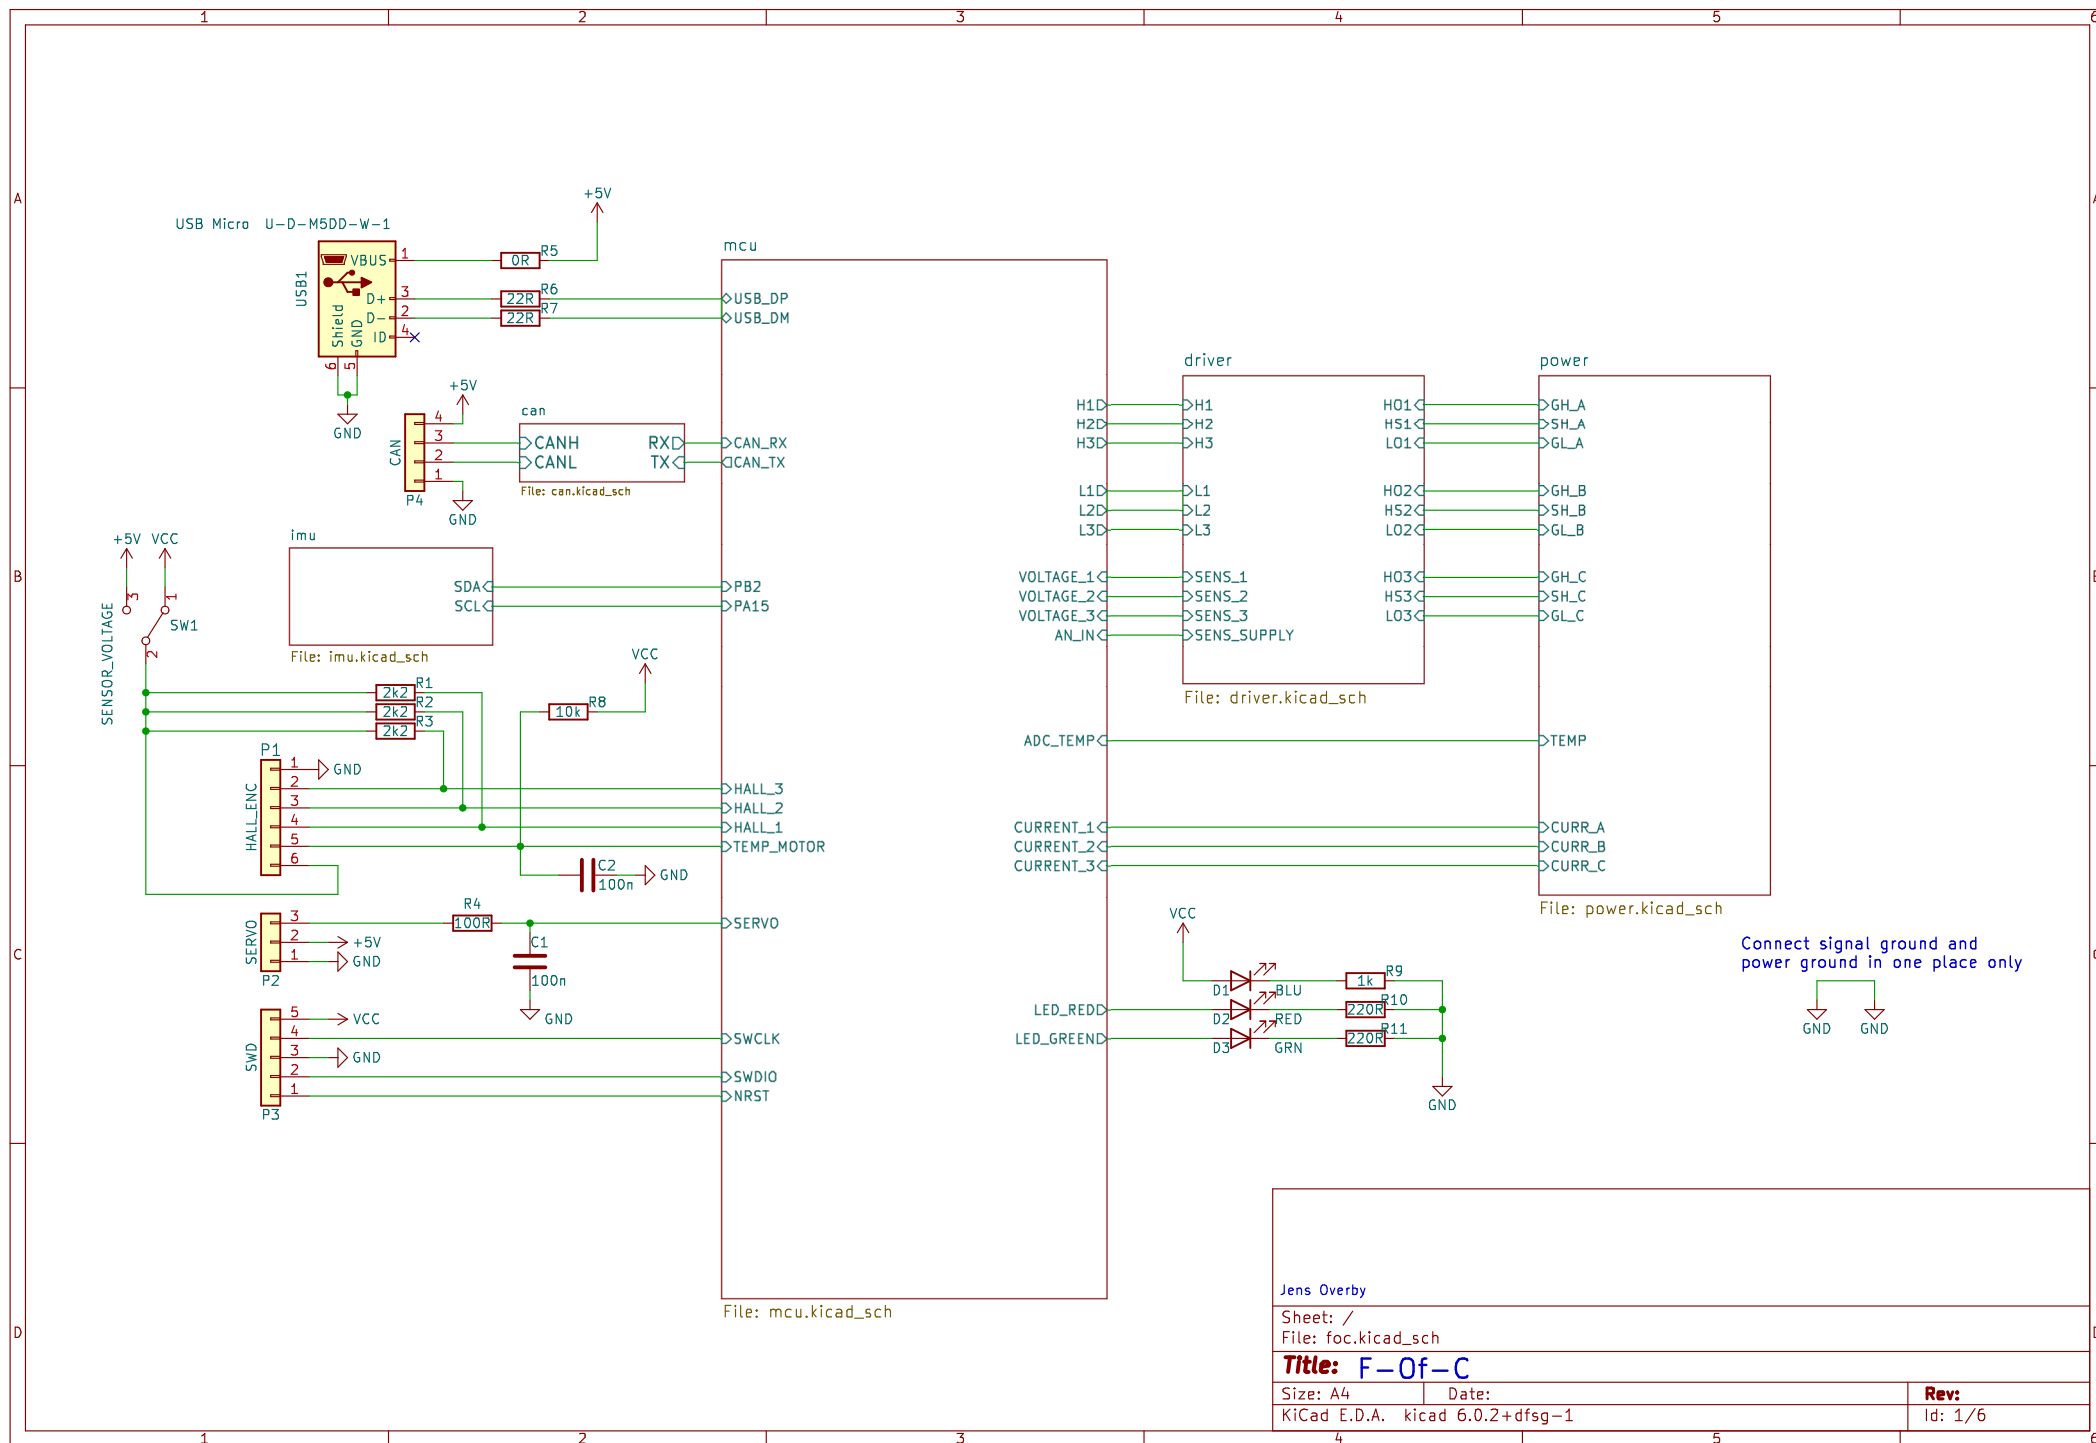 1 2 3 4 5 6
A
B
C
D
USB Micro U-D-M5DD-W-1
USB1
VBUS 1
D+ 3
D- 2
ID 4
Shield
GND
6 5
GND
R5
0R
+5V
R6
22R
R7
22R
+5V
CAN
4
3
2
1
P4
GND
can
CANH RX
CANL TX
File: can.kicad_sch
imu
SDA
SCL
File: imu.kicad_sch
+5V VCC
3 1
SW1
2
SENSOR_VOLTAGE
R1
2k2
R2
2k2
R3
2k2
VCC
R8
10k
P1
HALL_ENC
1 GND
2
3
4
5
6
C2
100n
GND
SERVO
3
2 +5V
1 GND
P2
R4
100R
C1
100n
GND
SWD
5 VCC
4
3 GND
2
1
P3
mcu
USB_DP
USB_DM
CAN_RX
CAN_TX
PB2
PA15
HALL_3
HALL_2
HALL_1
TEMP_MOTOR
SERVO
SWCLK
SWDIO
NRST
H1
H2
H3
L1
L2
L3
VOLTAGE_1
VOLTAGE_2
VOLTAGE_3
AN_IN
ADC_TEMP
CURRENT_1
CURRENT_2
CURRENT_3
LED_RED
LED_GREEN
File: mcu.kicad_sch
driver
H1 HO1
H2 HS1
H3 LO1
L1 HO2
L2 HS2
L3 LO2
SENS_1 HO3
SENS_2 HS3
SENS_3 LO3
SENS_SUPPLY
File: driver.kicad_sch
power
GH_A
SH_A
GL_A
GH_B
SH_B
GL_B
GH_C
SH_C
GL_C
TEMP
CURR_A
CURR_B
CURR_C
File: power.kicad_sch
VCC
D1 BLU
R9
1k
D2 RED
R10
220R
D3 GRN
R11
220R
GND
Connect signal ground and
power ground in one place only
GND GND
Jens Overby
Sheet: /
File: foc.kicad_sch
Title: F-Of-C
Size: A4 Date: Rev:
KiCad E.D.A. kicad 6.0.2+dfsg-1 Id: 1/6
A
C
1 2 3 4 5 6